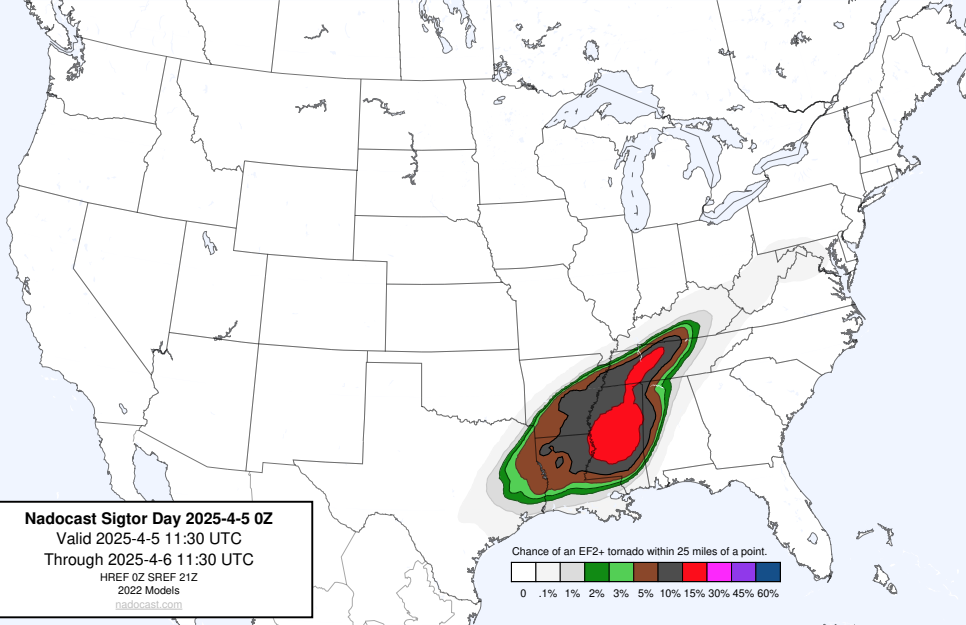 Nadocast Sigtor Day 2025-4-5 0Z
Valid 2025-4-5 11:30 UTC
Through 2025-4-6 11:30 UTC
HREF 0Z SREF 21Z
2022 Models
nadocast.com
Chance of an EF2+ tornado within 25 miles of a point.
0 .1% 1% 2% 3% 5% 10% 15% 30% 45% 60%